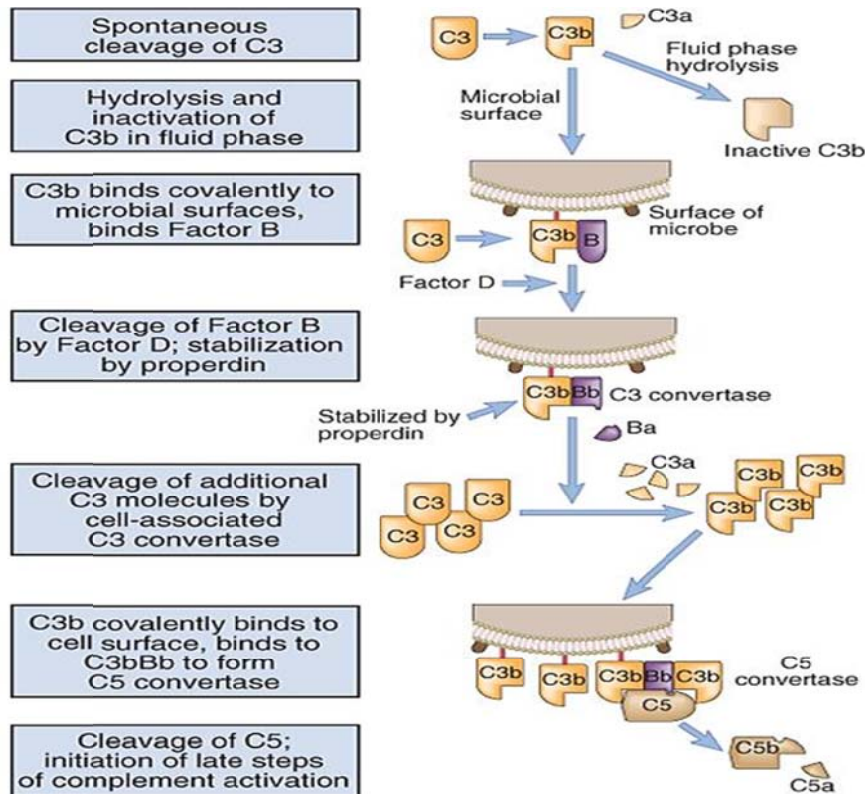 Spontaneous
cleavage of C3
C3
C3b
C3a
Fluid phase
hydrolysis
Microbial
surface
Inactive C3b
Hydrolysis and
inactivation of
C3b in fluid phase
C3b binds covalently to
microbial surfaces,
binds Factor B
Surface of
microbe
C3
C3b
B
Factor D
Cleavage of Factor B
by Factor D; stabilization
by properdin
C3b
Bb
C3 convertase
Stabilized by
properdin
Ba
Cleavage of additional
C3 molecules by
cell-associated
C3 convertase
C3
C3
C3
C3
C3a
C3b
C3b
C3b
C3b
C3b covalently binds to
cell surface, binds to
C3bBb to form
C5 convertase
C3b
C3b
C3b
Bb
C3b
C5
C5
convertase
Cleavage of C5;
initiation of late steps
of complement activation
C5b
C5a